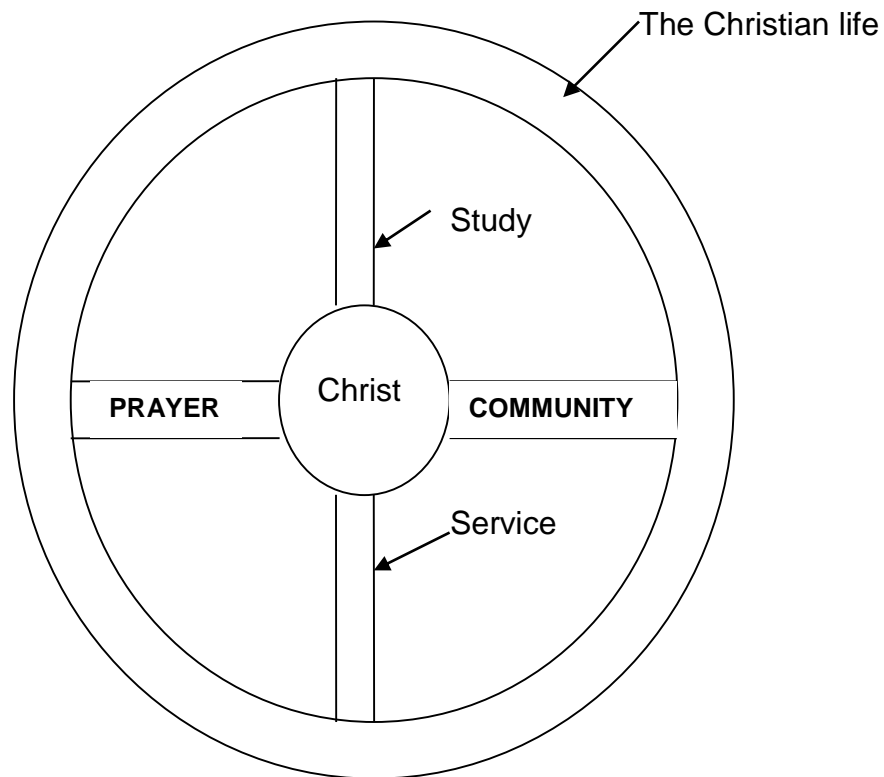 The Christian life
Study
Christ
PRAYER
COMMUNITY
Service